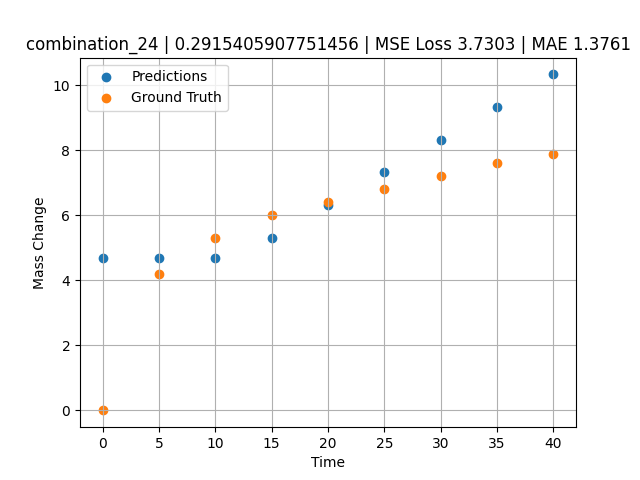 combination_24 | 0.2915405907751456 | MSE Loss 3.7303 | MAE 1.3761
Predictions
Ground Truth
10
8
6
4
2
0
Mass Change
0 5 10 15 20 25 30 35 40
Time